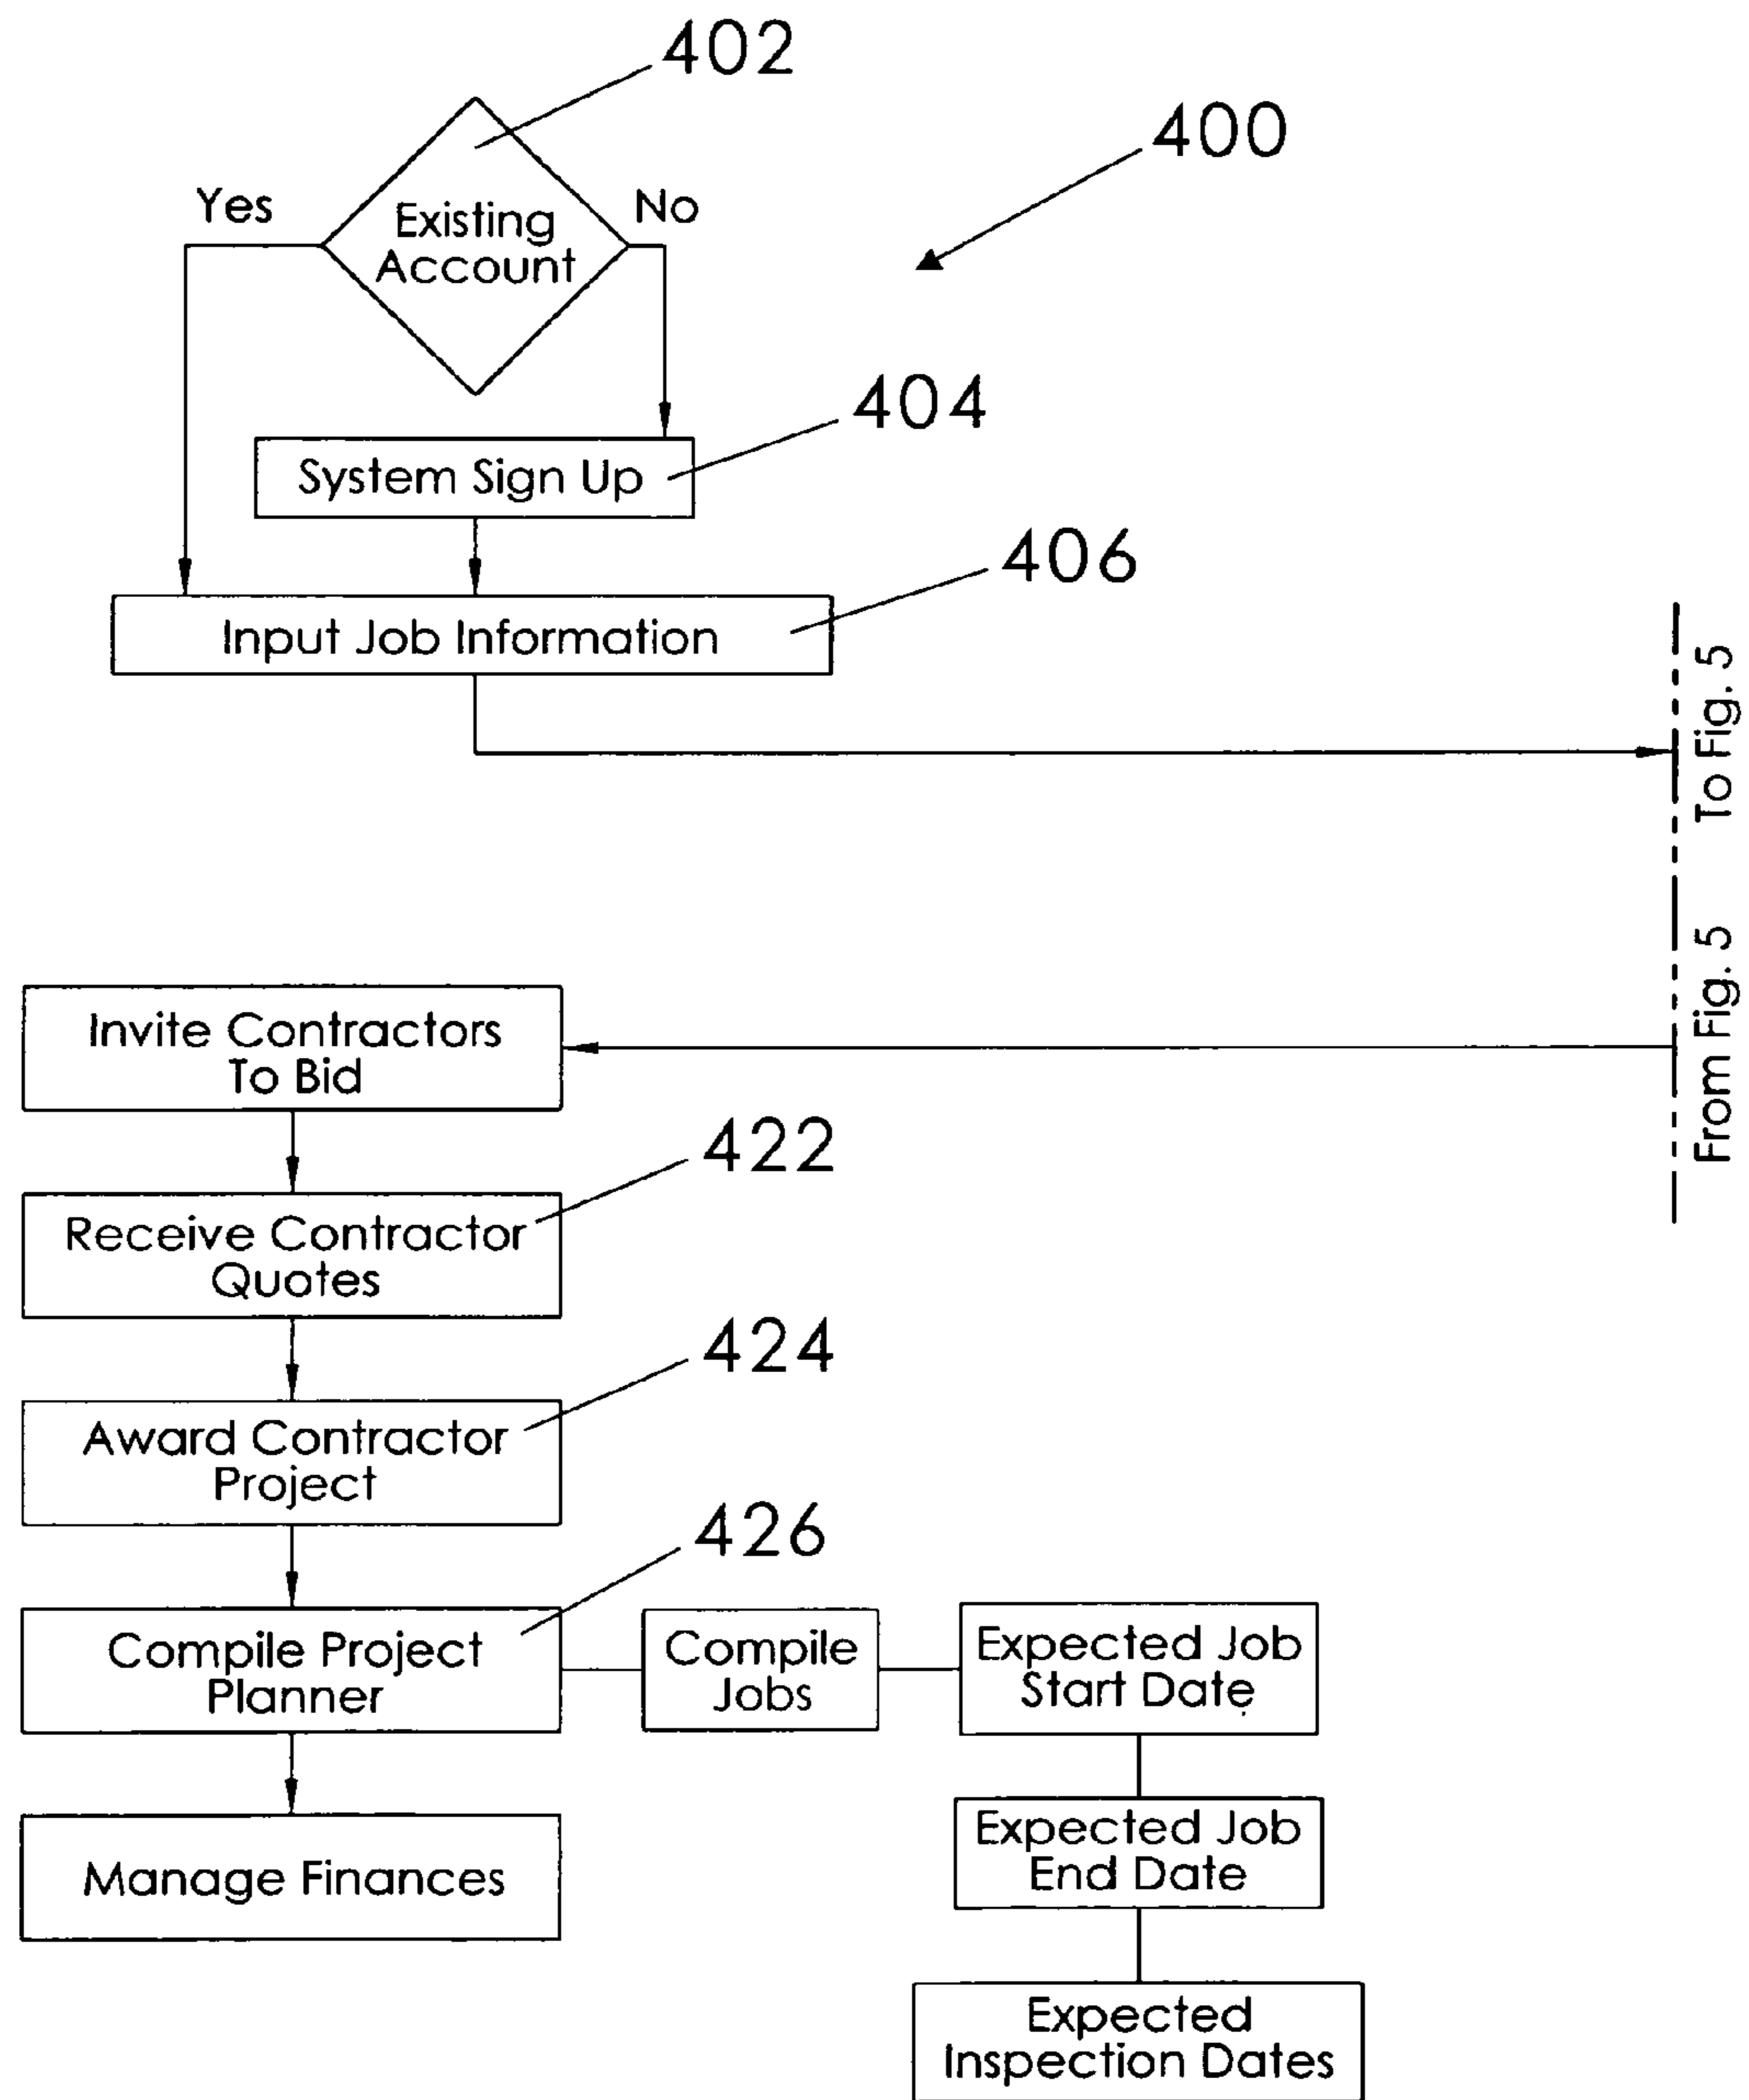 402
400
Yes
No
Existing
Account
404
System Sign Up
406
Input Job Information
To Fig. 5
From Fig. 5
Invite Contractors
To Bid
422
Receive Contractor
Quotes
424
Award Contractor
Project
426
Compile Project
Planner
Compile
Jobs
Expected Job
Start Date
Manage Finances
Expected Job
End Date
Expected
Inspection Dates